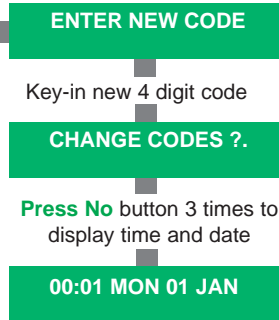 ENTER NEW CODE
Key-in new 4 digit code
CHANGE CODES ?.
Press No button 3 times to
display time and date
00:01 MON 01 JAN